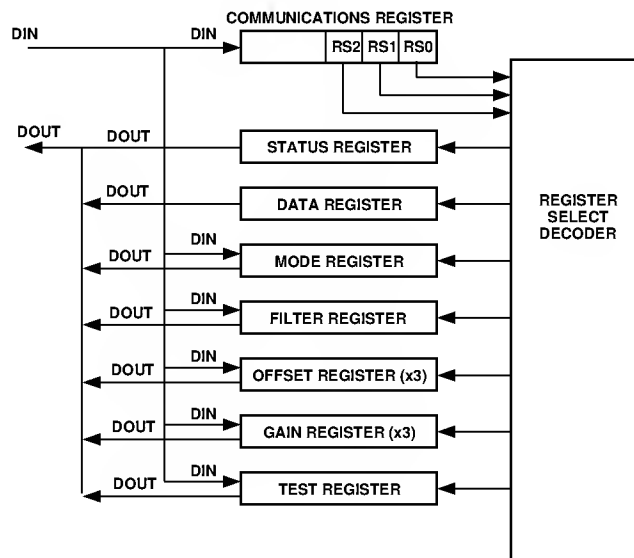 COMMUNICATIONS REGISTER
DIN
DIN
RS2 RS1 RS0
DOUT
DOUT
STATUS REGISTER
DOUT
DATA REGISTER
REGISTER
SELECT
DECODER
DIN
DOUT
MODE REGISTER
DIN
DOUT
FILTER REGISTER
DIN
DOUT
OFFSET REGISTER (x3)
DIN
DOUT
GAIN REGISTER (x3)
DIN
DOUT
TEST REGISTER